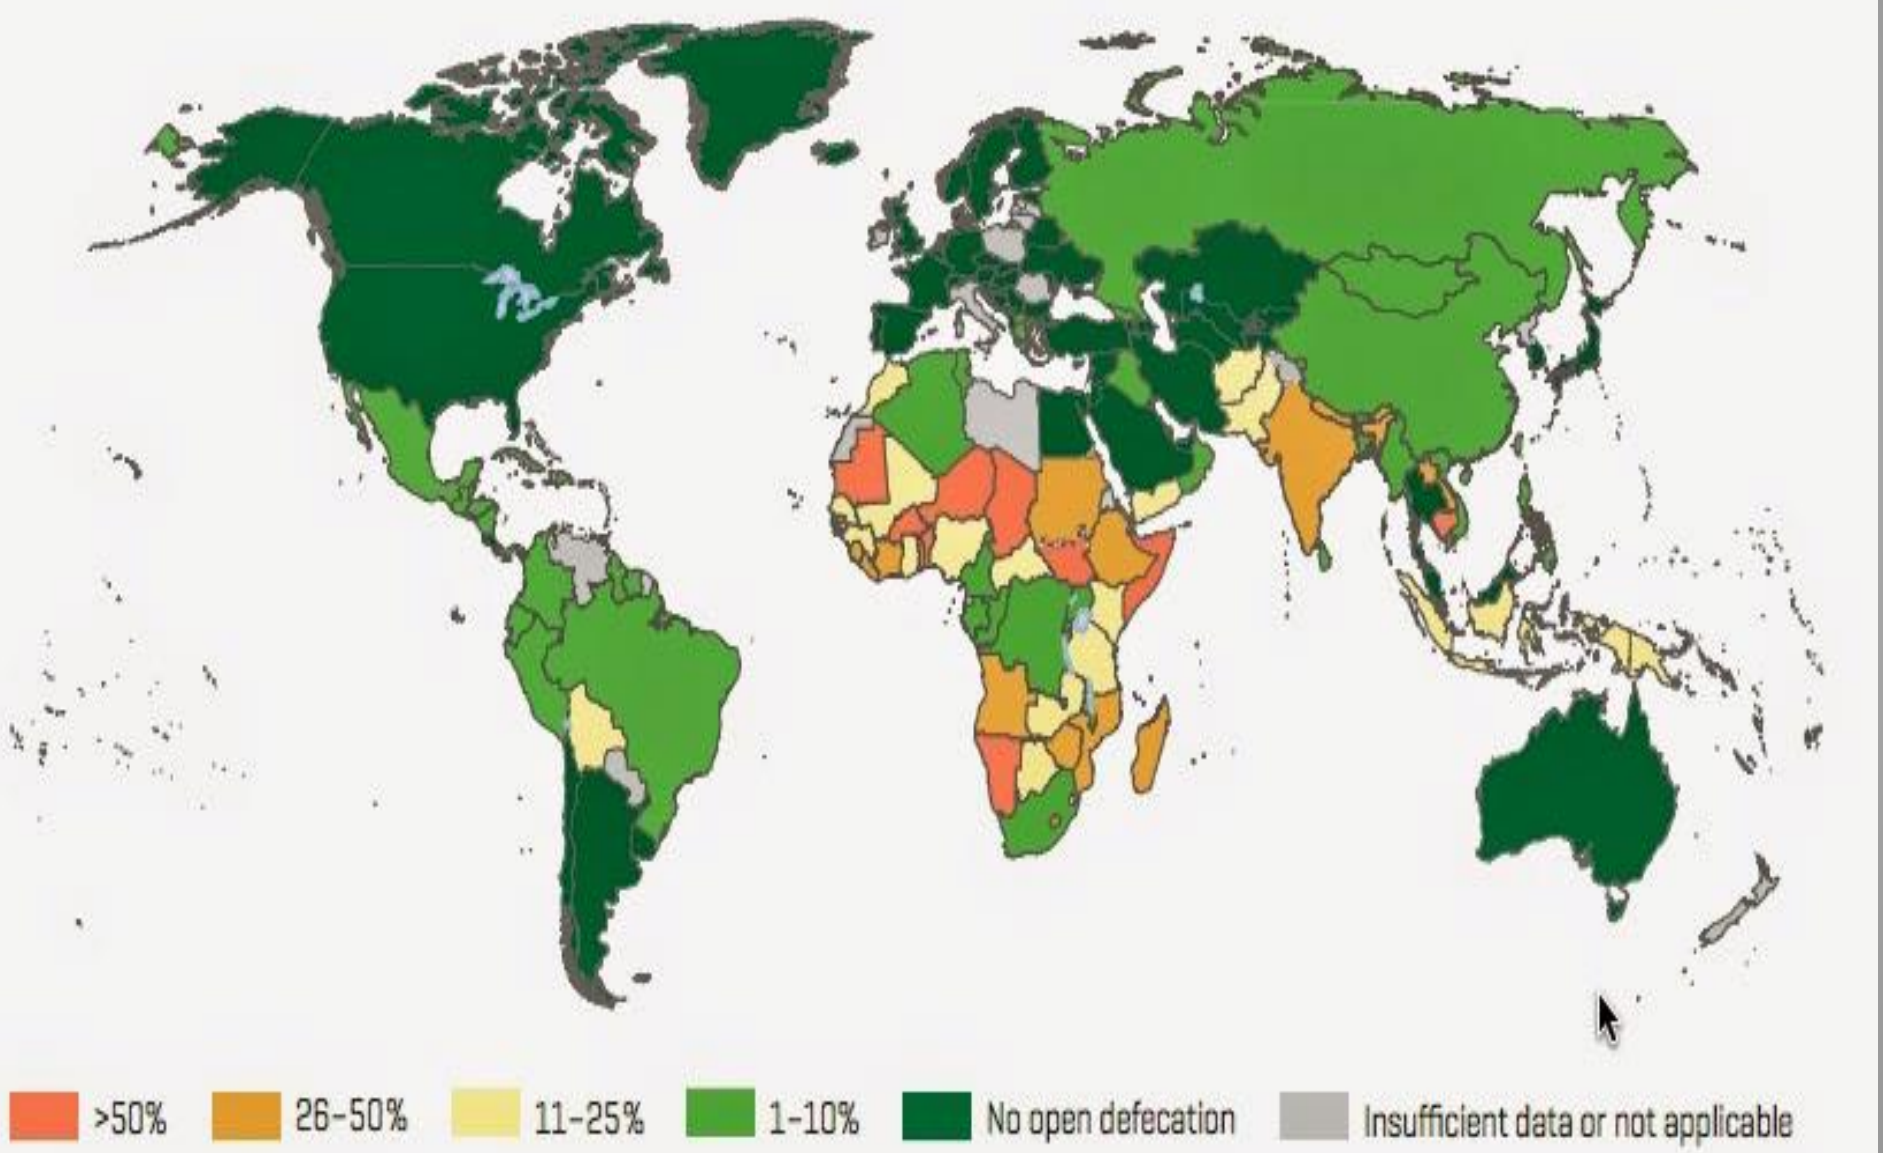 >50% 26–50% 11–25% 1–10% No open defecation Insufficient data or not applicable